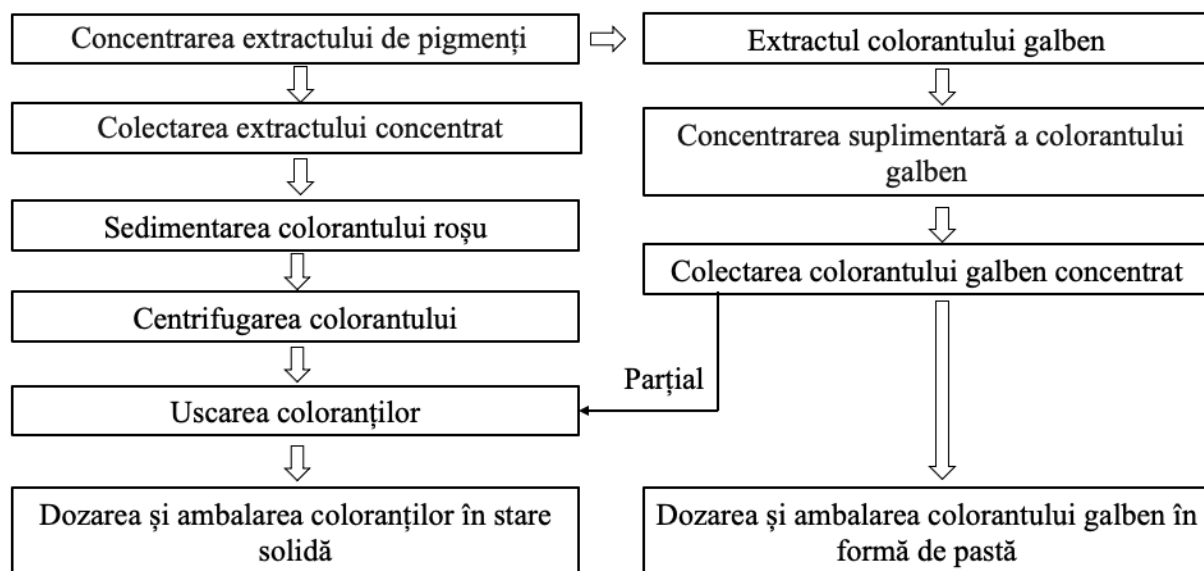 Concentrarea extractului de pigmenți
Colectarea extractului concentrat
Sedimentarea colorantului roșu
Centrifugarea colorantului
Uscarea coloranților
Dozarea și ambalarea coloranților în stare
solidă
Extractul colorantului galben
Concentrarea suplimentară a colorantului
galben
Colectarea colorantului galben concentrat
Parțial
Dozarea și ambalarea colorantului galben în
formă de pastă